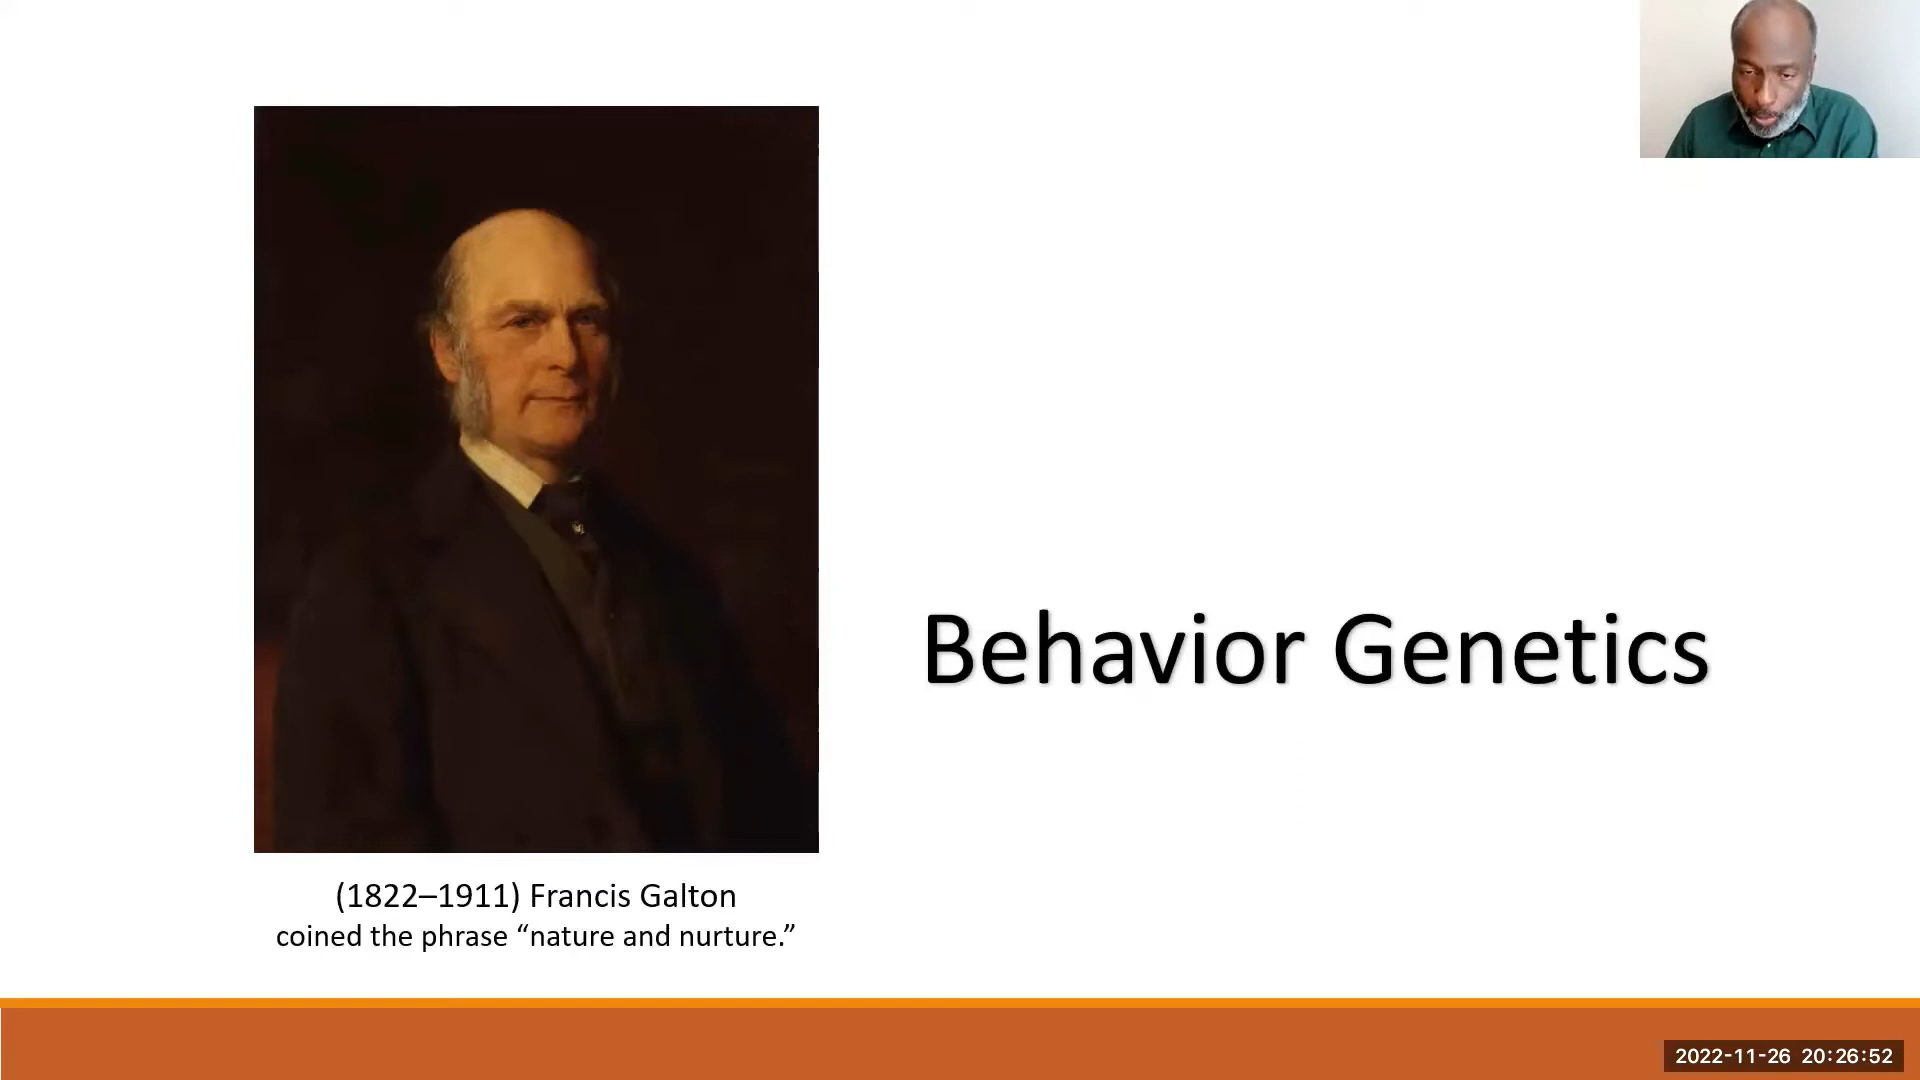 Behavior Genetics
(1822–1911) Francis Galton
coined the phrase “nature and nurture.”
2022-11-26 20:26:52